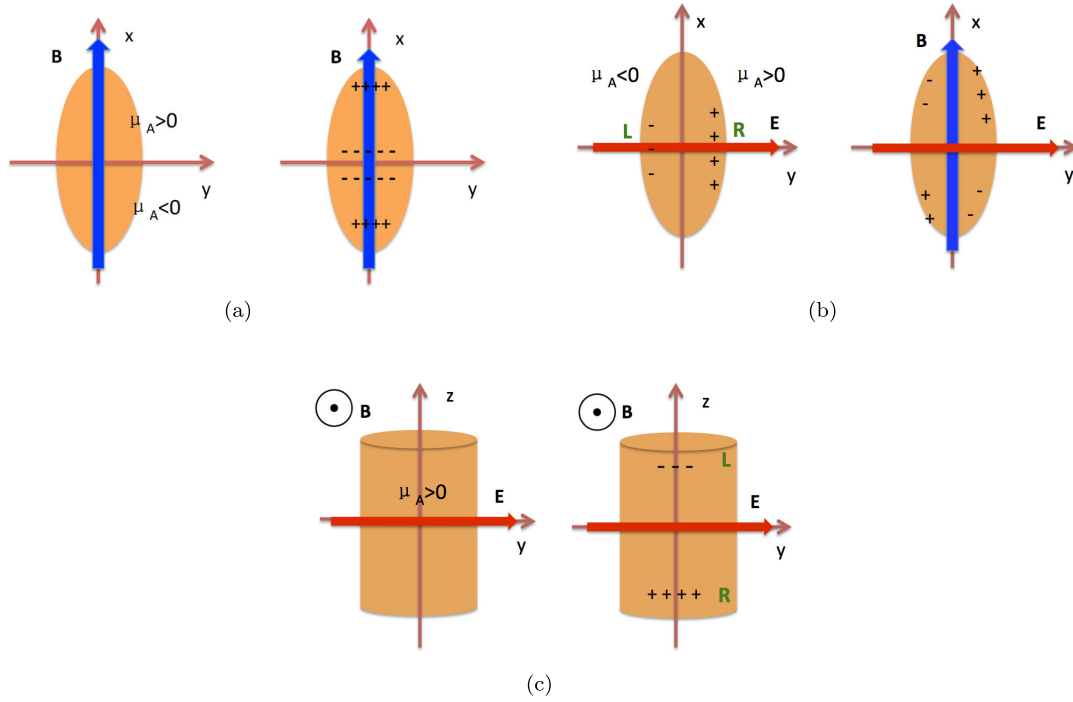 x
B
μ A>0
y
μ A<0
x
B
++++
-----
-----
y
++++
(a)
x
μ A<0
μ A>0
- +
L - + R E
+
- +
y
x
B
- +
- +
+
E
y
+ -
+ -
(b)
z
B
μ A>0
E
y
z
B
--- L
E
y
++++ R
(c)